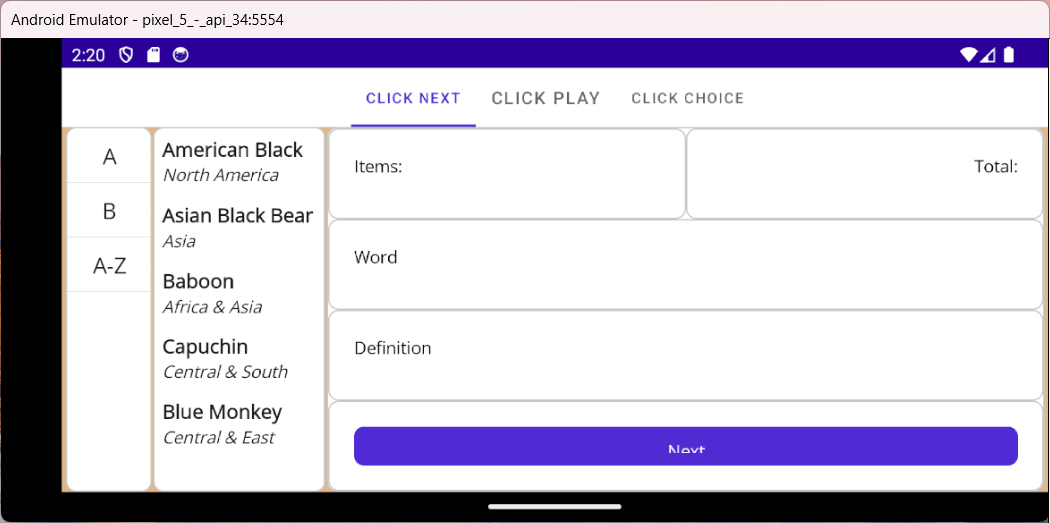 Android Emulator - pixel_5_-_api_34:5554
2:20
CLICK NEXT
CLICK PLAY
CLICK CHOICE
A
B
A-Z
American Black
North America
Asian Black Bear
Asia
Baboon
Africa & Asia
Capuchin
Central & South
Blue Monkey
Central & East
Items:
Total:
Word
Definition
Next